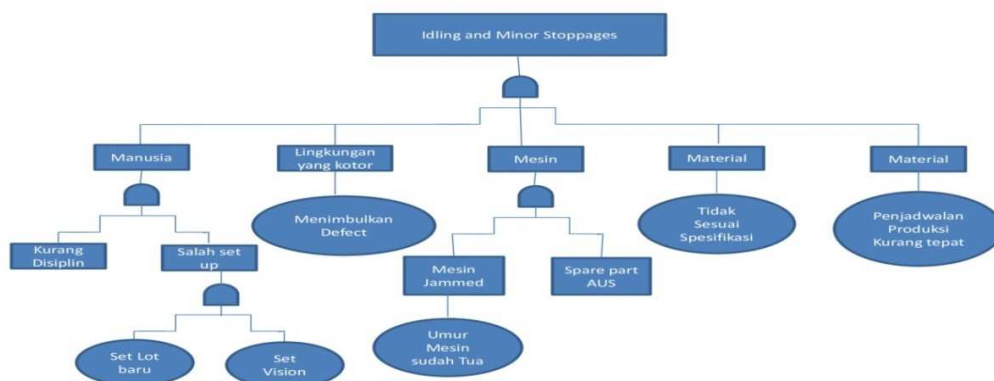 Idling and Minor Stoppages
Manusia
Lingkungan
yang kotor
Mesin
Material
Material
Menimbulkan
Defect
Tidak
Sesuai
Spesifikasi
Penjadwalan
Produksi
Kurang tepat
Kurang
Disiplin
Salah set
up
Mesin
Jammed
Spare part
AUS
Set Lot
baru
Set
Vision
Umur
Mesin
sudah Tua